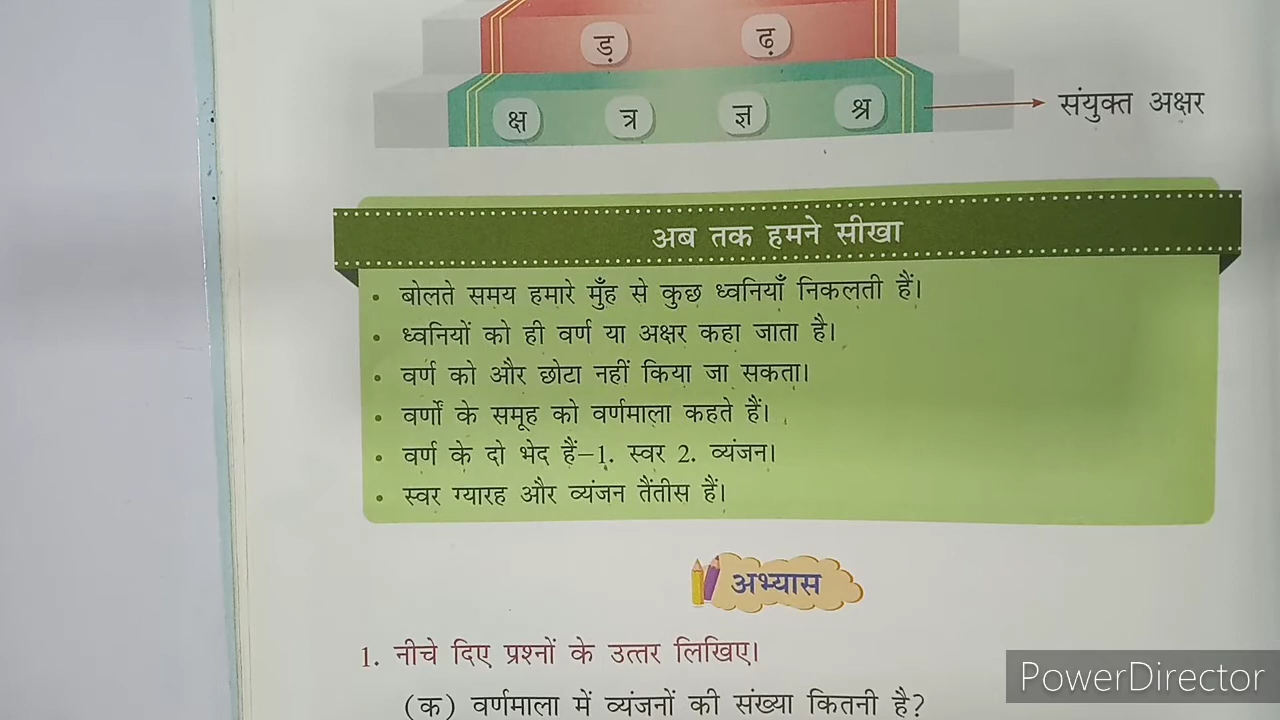 ड़ ढ़
क्ष त्र ज्ञ श्र संयुक्त अक्षर
अब तक हमने सीखा
• बोलते समय हमारे मुँह से कुछ ध्वनियाँ निकलती हैं।
• ध्वनियों को ही वर्ण या अक्षर कहा जाता है।
• वर्ण को और छोटा नहीं किया जा सकता।
• वर्णों के समूह को वर्णमाला कहते हैं।
• वर्ण के दो भेद हैं–1. स्वर 2. व्यंजन।
• स्वर ग्यारह और व्यंजन तैंतीस हैं।
अभ्यास
1. नीचे दिए प्रश्नों के उत्तर लिखिए।
(क) वर्णमाला में व्यंजनों की संख्या कितनी है?
PowerDirector